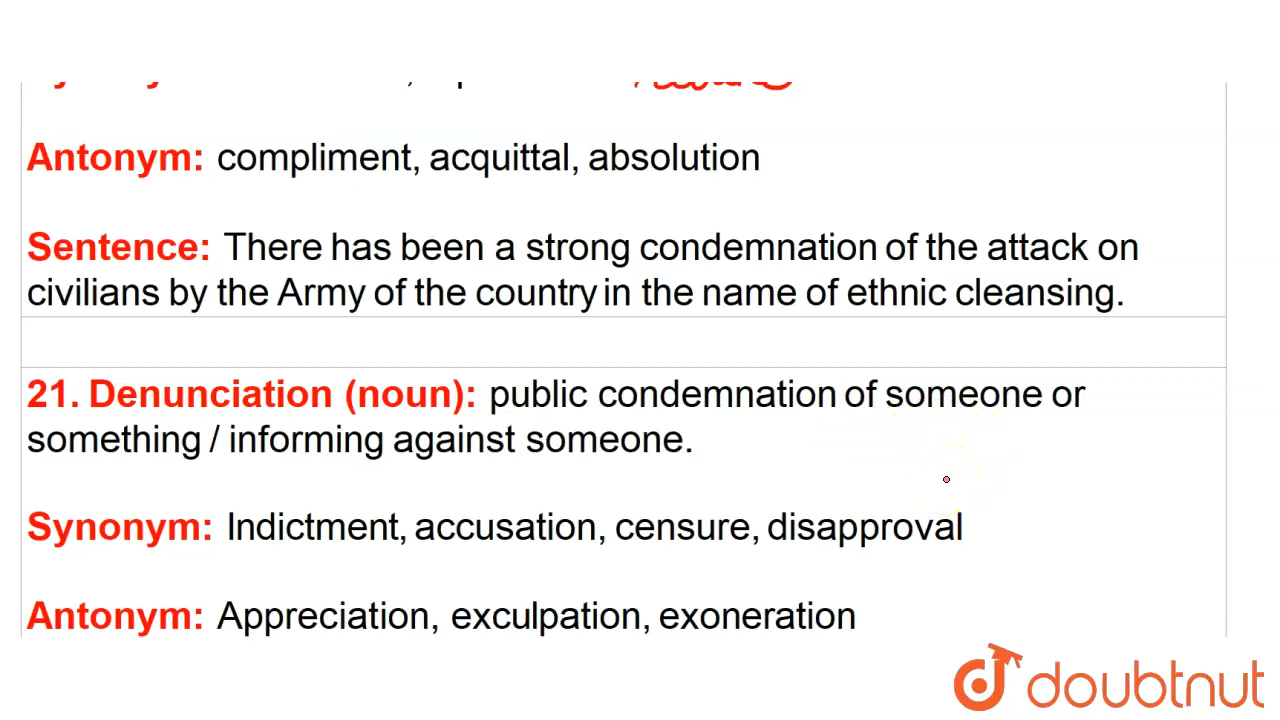 Antonym: compliment, acquittal, absolution
Sentence: There has been a strong condemnation of the attack on
civilians by the Army of the country in the name of ethnic cleansing.
21. Denunciation (noun): public condemnation of someone or
something / informing against someone.
Synonym: Indictment, accusation, censure, disapproval
Antonym: Appreciation, exculpation, exoneration
doubtnut